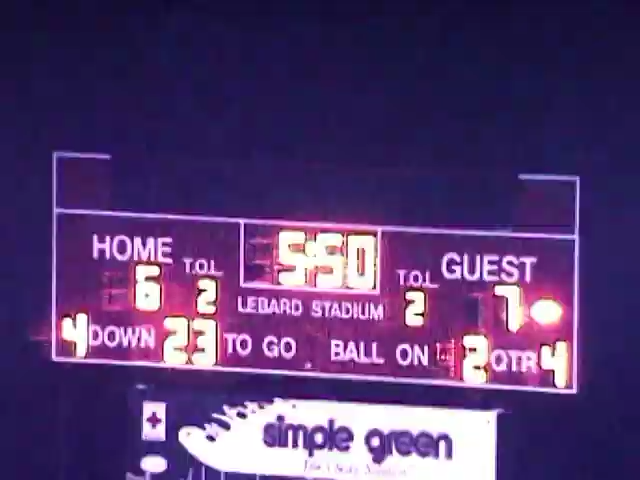 5:50
HOME T.O.L T.O.L GUEST
6 2 LEBARD STADIUM 2 7
4 DOWN 23 TO GO BALL ON 2 QTR 4
simple green